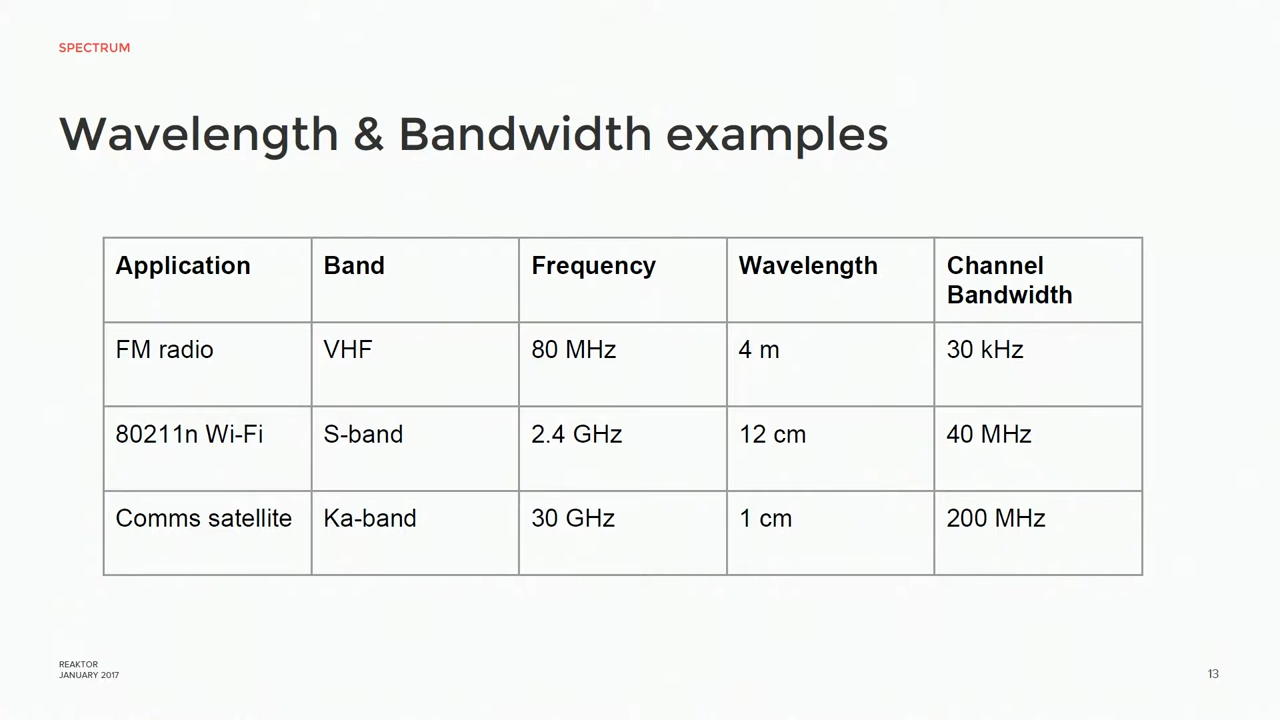 SPECTRUM
Wavelength & Bandwidth examples
Application Band Frequency Wavelength Channel
Bandwidth
FM radio VHF 80 MHz 4 m 30 kHz
80211n Wi-Fi S-band 2.4 GHz 12 cm 40 MHz
Comms satellite Ka-band 30 GHz 1 cm 200 MHz
REAKTOR
JANUARY 2017
13